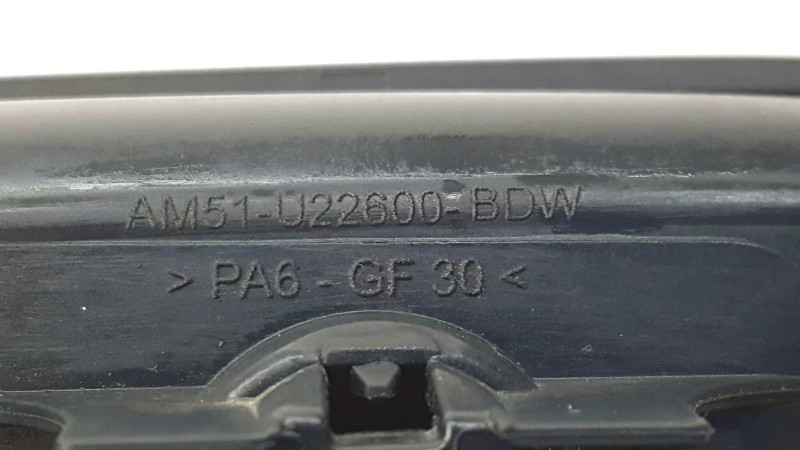 AM51-U22600-BDW
> PA6 - GF 30 <